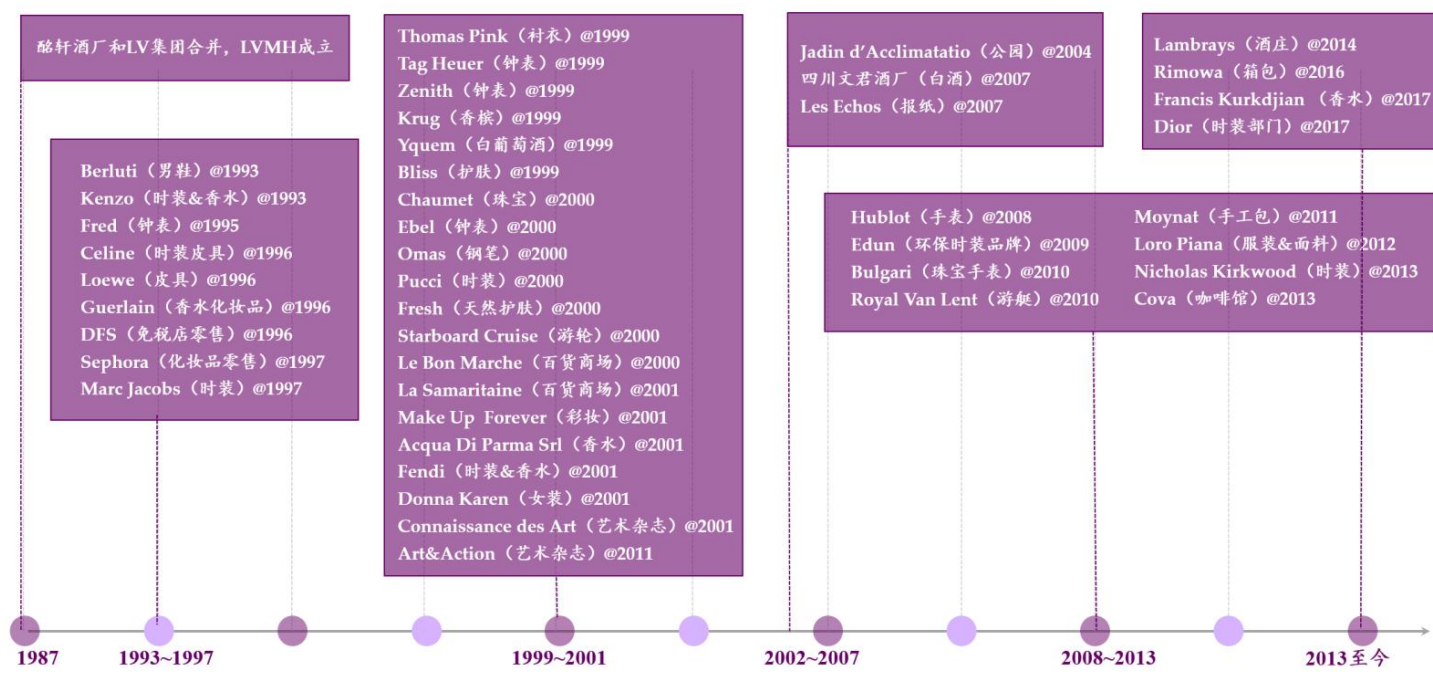 酩轩酒厂和LV集团合并，LVMH成立
Berluti（男鞋）@1993
Kenzo（时装&香水）@1993
Fred（钟表）@1995
Celine（时装皮具）@1996
Loewe（皮具）@1996
Guerlain（香水化妆品）@1996
DFS（免税店零售）@1996
Sephora（化妆品零售）@1997
Marc Jacobs（时装）@1997
Thomas Pink（衬衣）@1999
Tag Heuer（钟表）@1999
Zenith（钟表）@1999
Krug（香槟）@1999
Yquem（白葡萄酒）@1999
Bliss（护肤）@1999
Chaumet（珠宝）@2000
Ebel（钟表）@2000
Omas（钢笔）@2000
Pucci（时装）@2000
Fresh（天然护肤）@2000
Starboard Cruise（游轮）@2000
Le Bon Marche（百货商场）@2000
La Samaritaine（百货商场）@2001
Make Up  Forever（彩妆）@2001
Acqua Di Parma Srl（香水）@2001
Fendi（时装&香水）@2001
Donna Karen（女装）@2001
Connaissance des Art（艺术杂志）@2001
Art&Action（艺术杂志）@2011
Jadin d’Acclimatatio（公园）@2004
四川文君酒厂（白酒）@2007
Les Echos（报纸）@2007
Hublot（手表）@2008
Edun（环保时装品牌）@2009
Bulgari（珠宝手表）@2010
Royal Van Lent（游艇）@2010
Moynat（手工包）@2011
Loro Piana（服装&面料）@2012
Nicholas Kirkwood（时装）@2013
Cova（咖啡馆）@2013
Lambrays（酒庄）@2014
Rimowa（箱包）@2016
Francis Kurkdjian （香水）@2017
Dior（时装部门）@2017
1987
1993~1997
1999~2001
2002~2007
2008~2013
2013至今